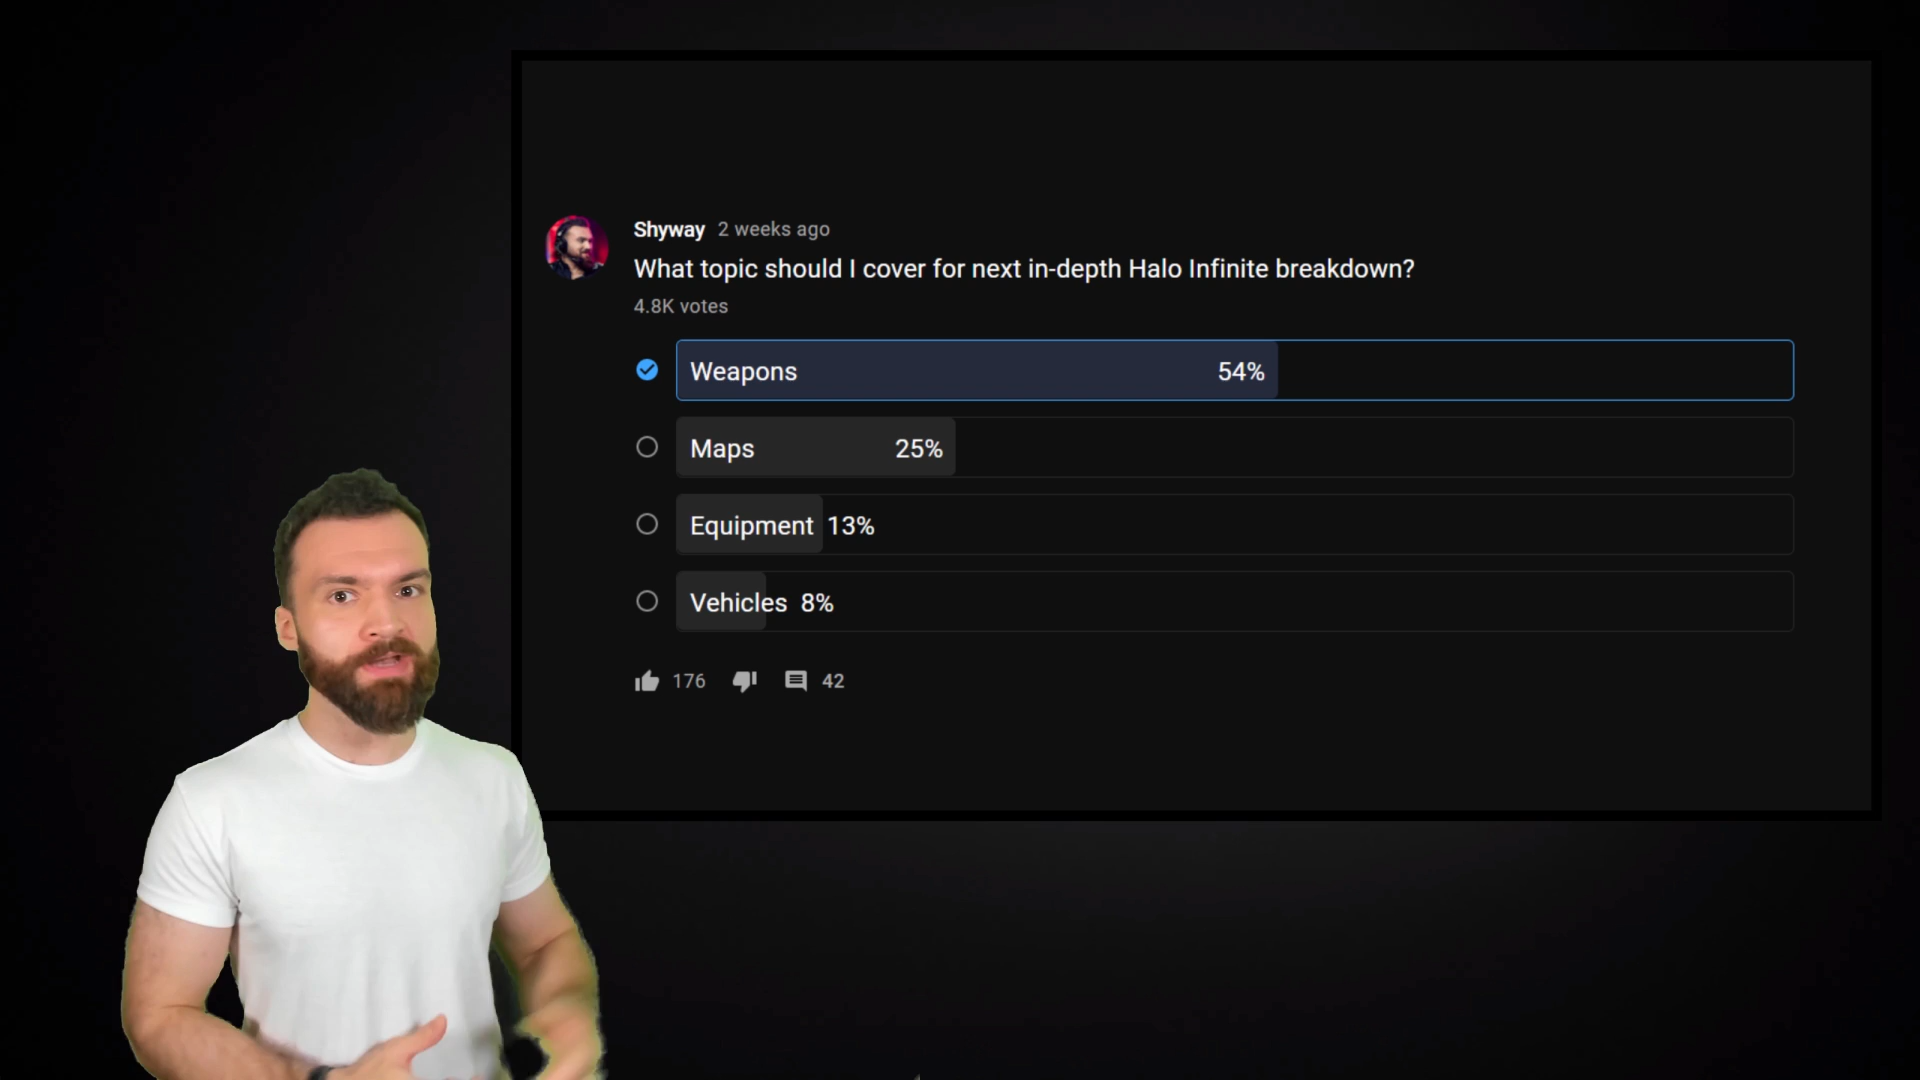 Shyway 2 weeks ago
What topic should I cover for next in-depth Halo Infinite breakdown?
4.8K votes
Weapons 54%
Maps 25%
Equipment 13%
Vehicles 8%
176 42